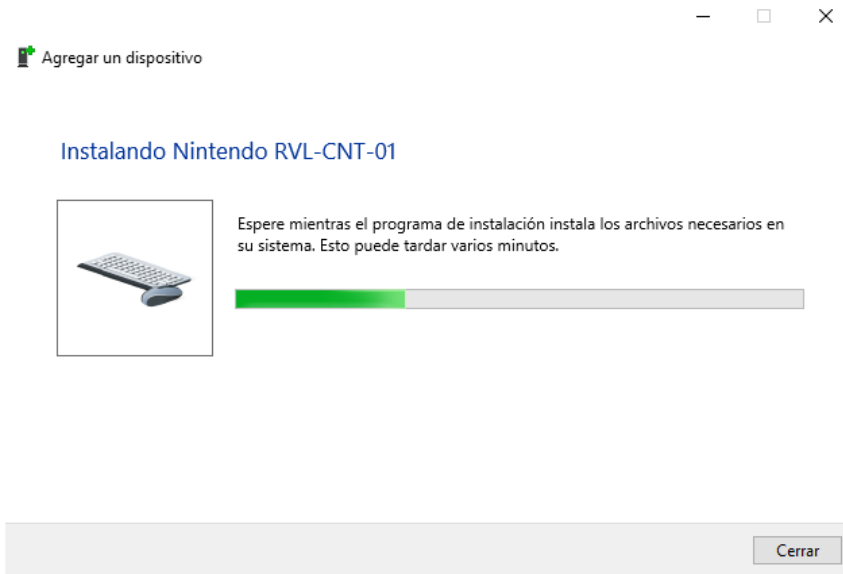 Agregar un dispositivo
Instalando Nintendo RVL-CNT-01
Espere mientras el programa de instalación instala los archivos necesarios en
su sistema. Esto puede tardar varios minutos.
Cerrar